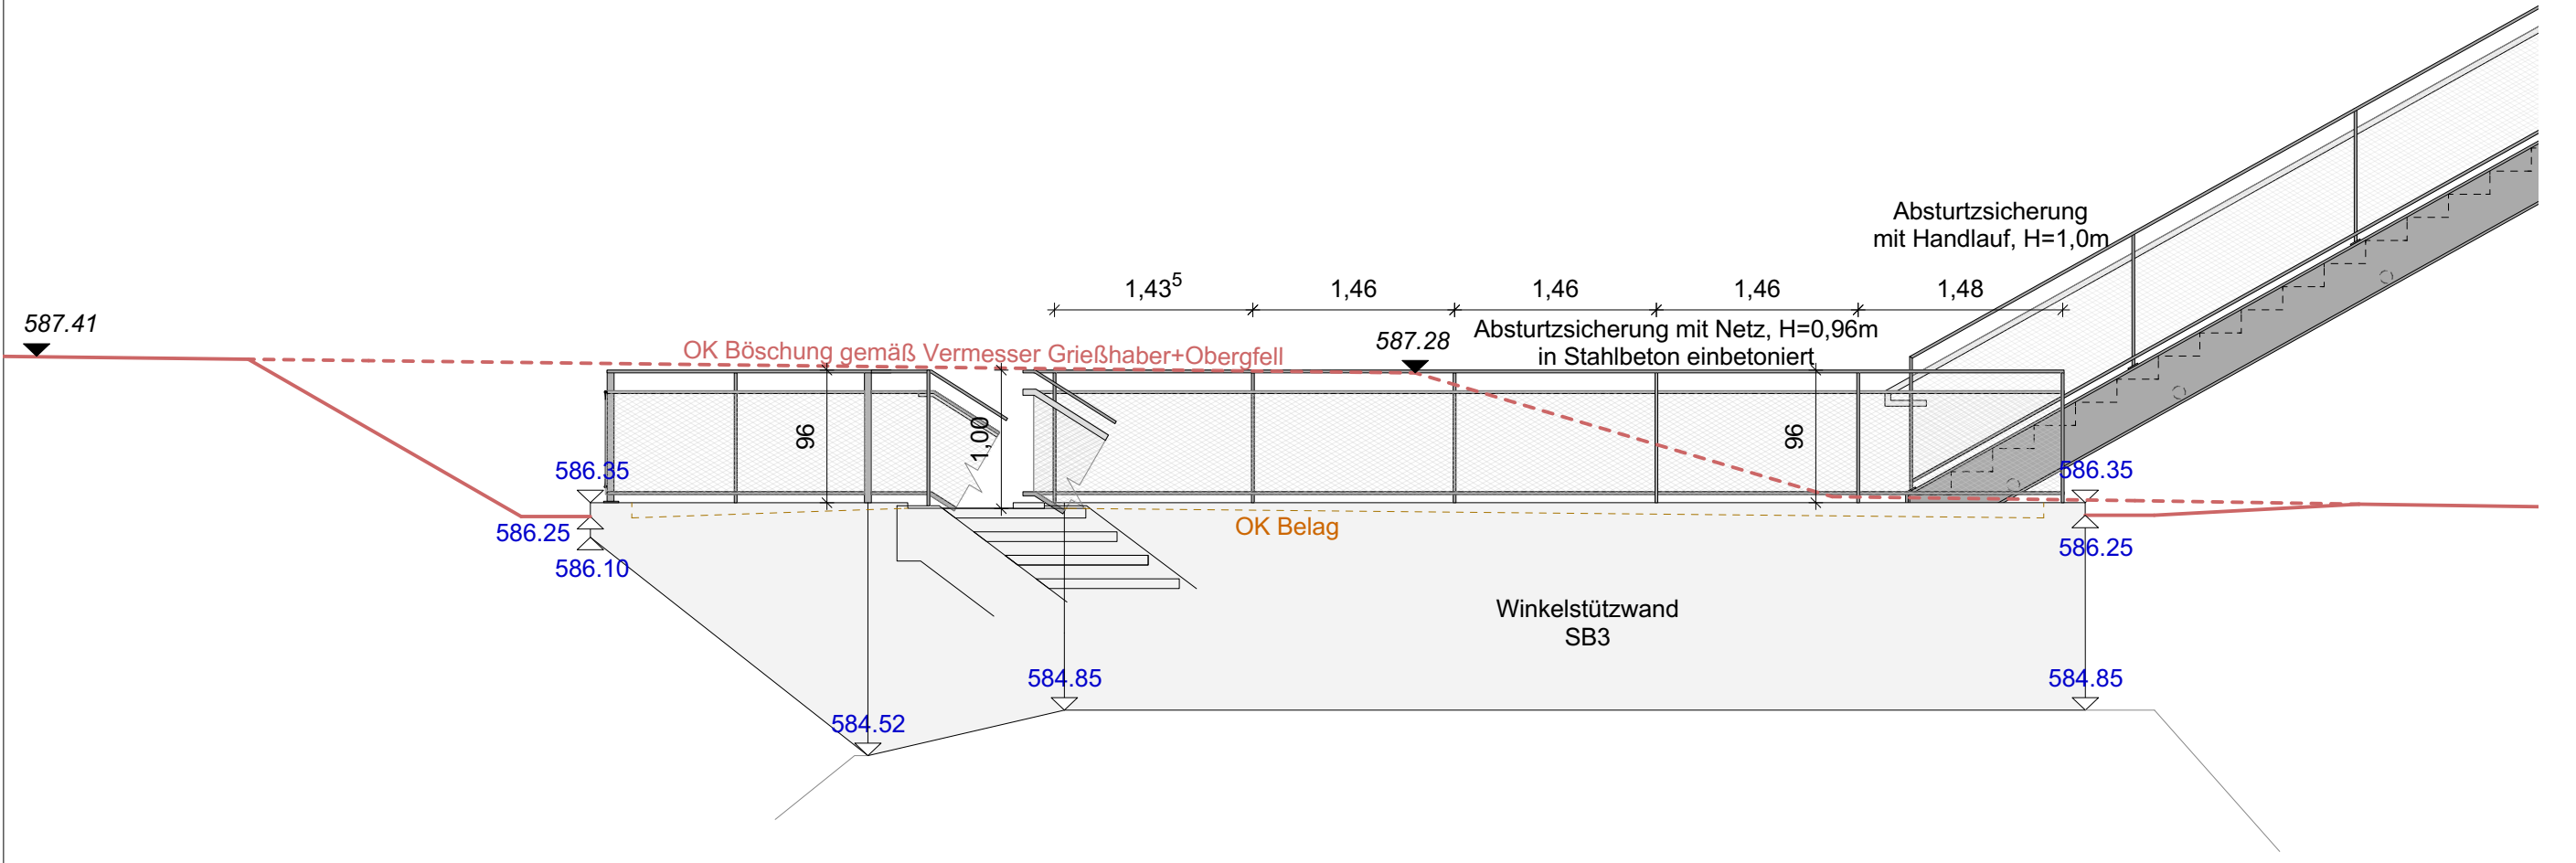 Absturtzsicherung
mit Handlauf, H=1,0m
1,43⁵
1,46
1,46
1,46
1,48
587.41
587.28
Absturtzsicherung mit Netz, H=0,96m
in Stahlbeton einbetoniert
OK Böschung gemäß Vermesser Grießhaber+Obergfell
96
1,00
96
586.35
586.35
586.25
OK Belag
586.25
586.10
Winkelstützwand
SB3
584.85
584.85
584.52